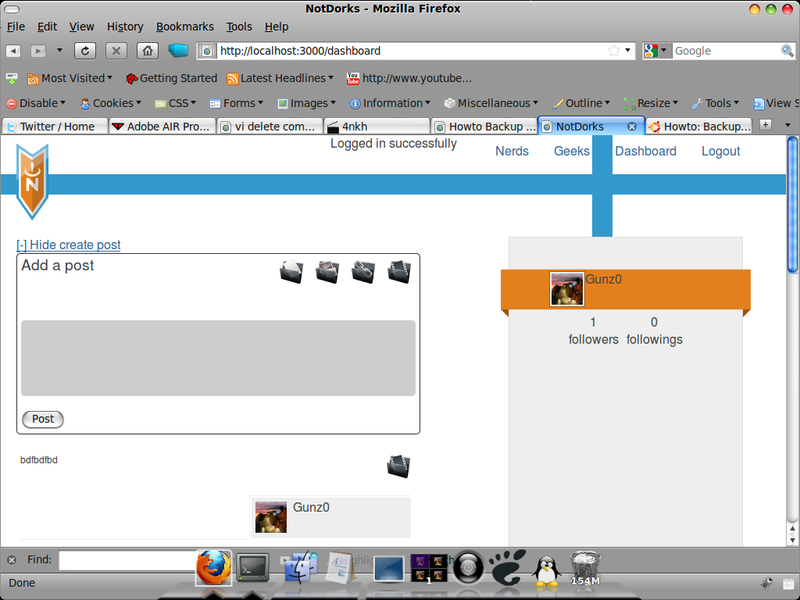 NotDorks - Mozilla Firefox
File Edit View History Bookmarks Tools Help
http://localhost:3000/dashboard Google
Most Visited Getting Started Latest Headlines http://www.youtube...
Disable Cookies CSS Forms Images Information Miscellaneous Outline Resize Tools View S
Twitter / Home Adobe AIR Pro... vi delete com... 4nkh Howto Backup ... NotDorks Howto: Backup...
Logged in successfully
Nerds Geeks Dashboard Logout
[-] Hide create post
Add a post
Gunz0
1 0
followers followings
Post
bdfbdfbd
Gunz0
Find:
Done
1
154M